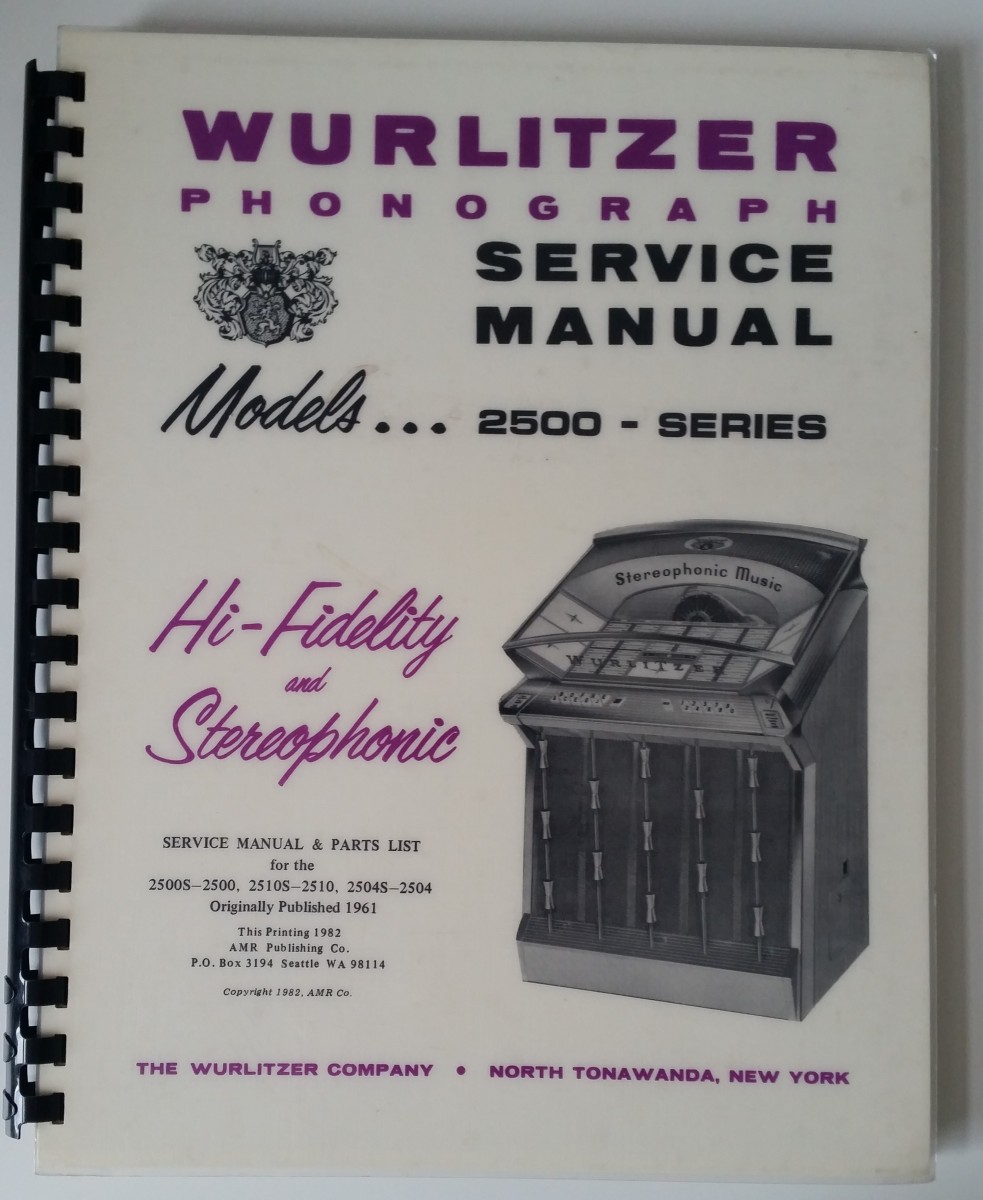 WURLITZER
PHONOGRAPH
SERVICE
MANUAL
Models... 2500 - SERIES
Stereophonic Music
WURLITZER
Hi-Fidelity
and
Stereophonic
SERVICE MANUAL & PARTS LIST
for the
2500S—2500, 2510S—2510, 2504S—2504
Originally Published 1961
This Printing 1982
AMR Publishing Co.
P.O. Box 3194 Seattle WA 98114
Copyright 1982, AMR Co.
THE WURLITZER COMPANY • NORTH TONAWANDA, NEW YORK